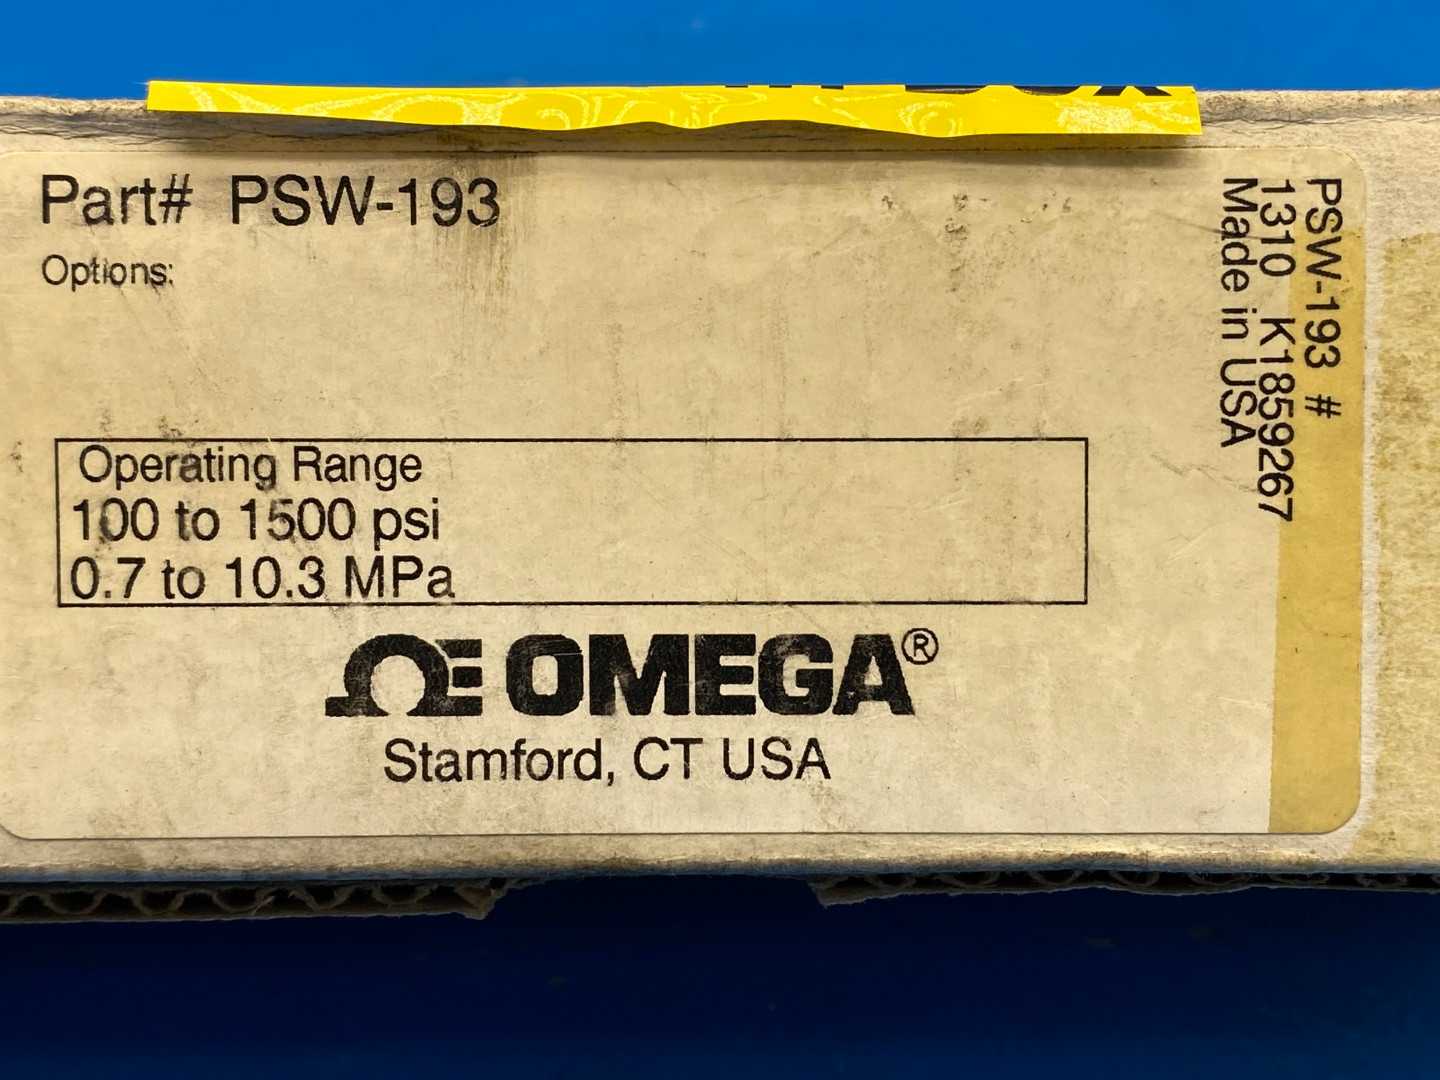 Part# PSW-193
Options:
Operating Range
100 to 1500 psi
0.7 to 10.3 MPa
ΩE OMEGA®
Stamford, CT USA
PSW-193 #
1310 K1859267
Made in USA